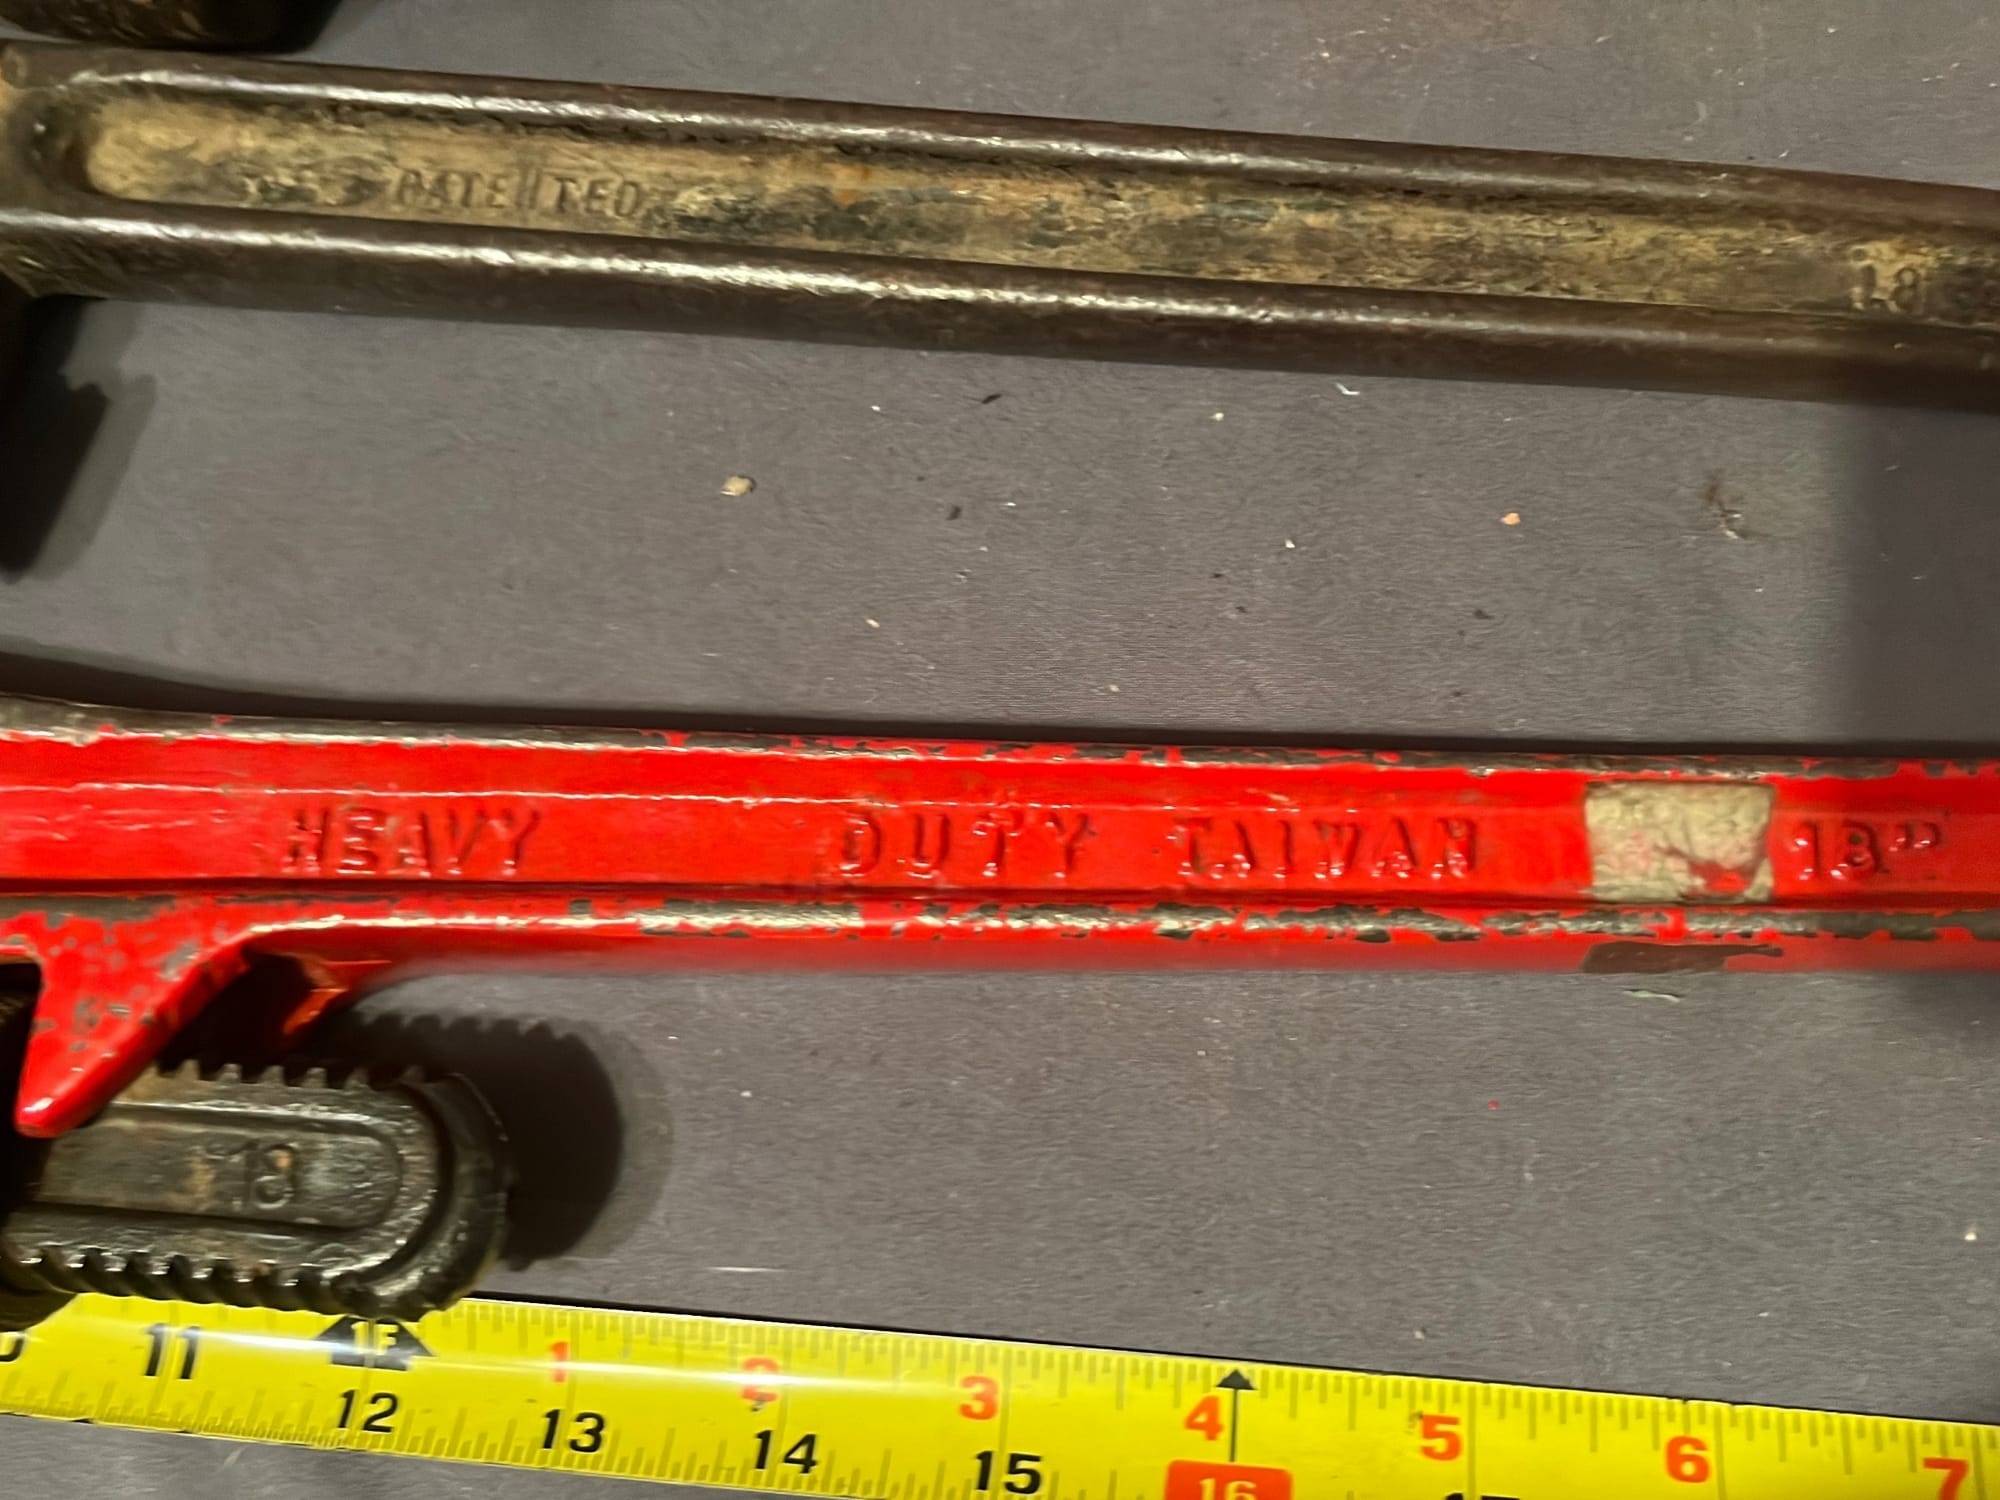 PATENTED
18
HEAVY DUTY TAIWAN 18"
18
11 1F 1 2 3 4 5 6 7
12 13 14 15 16